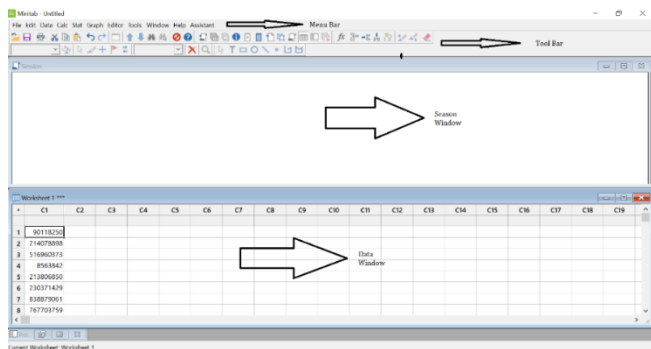 Minitab - Untitled
File Edit Data Calc Stat Graph Editor Tools Window Help Assistant
Menu Bar
Tool Bar
Session
Season
Window
Worksheet 1 ***
C1 C2 C3 C4 C5 C6 C7 C8 C9 C10 C11 C12 C13 C14 C15 C16 C17 C18 C19
1 90118250
2 214078898
3 516960373
4 8563842
5 213806850
6 230371429
7 838879061
8 767703759
Data
Window
Current Worksheet: Worksheet 1